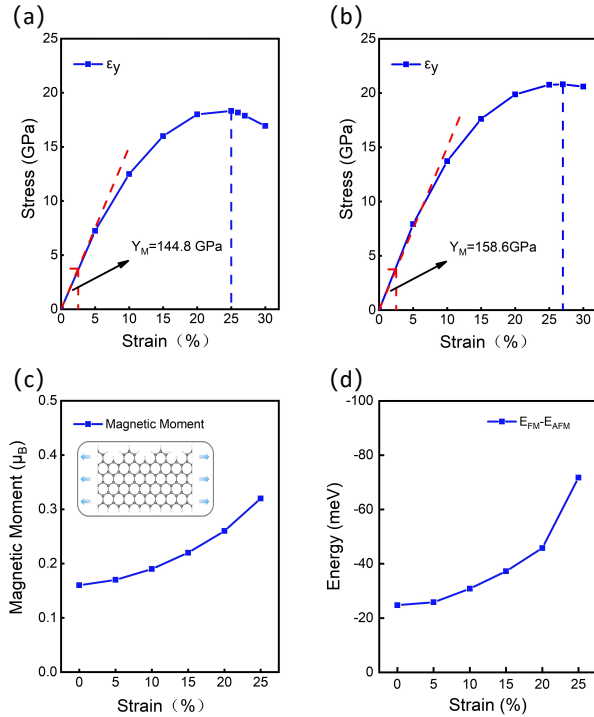 (a)
25
20
15
10
5
0
Stress (GPa)
εy
YM=144.8 GPa
0 5 10 15 20 25 30
Strain（%）
(b)
25
20
15
10
5
0
Stress (GPa)
εy
YM=158.6GPa
0 5 10 15 20 25 30
Strain（%）
(c)
0.5
0.4
0.3
0.2
0.1
0.0
Magnetic Moment (μB)
Magnetic Moment
0 5 10 15 20 25
Strain（%）
(d)
-100
-80
-60
-40
-20
0
Energy (meV)
EFM-EAFM
0 5 10 15 20 25
Strain (%)